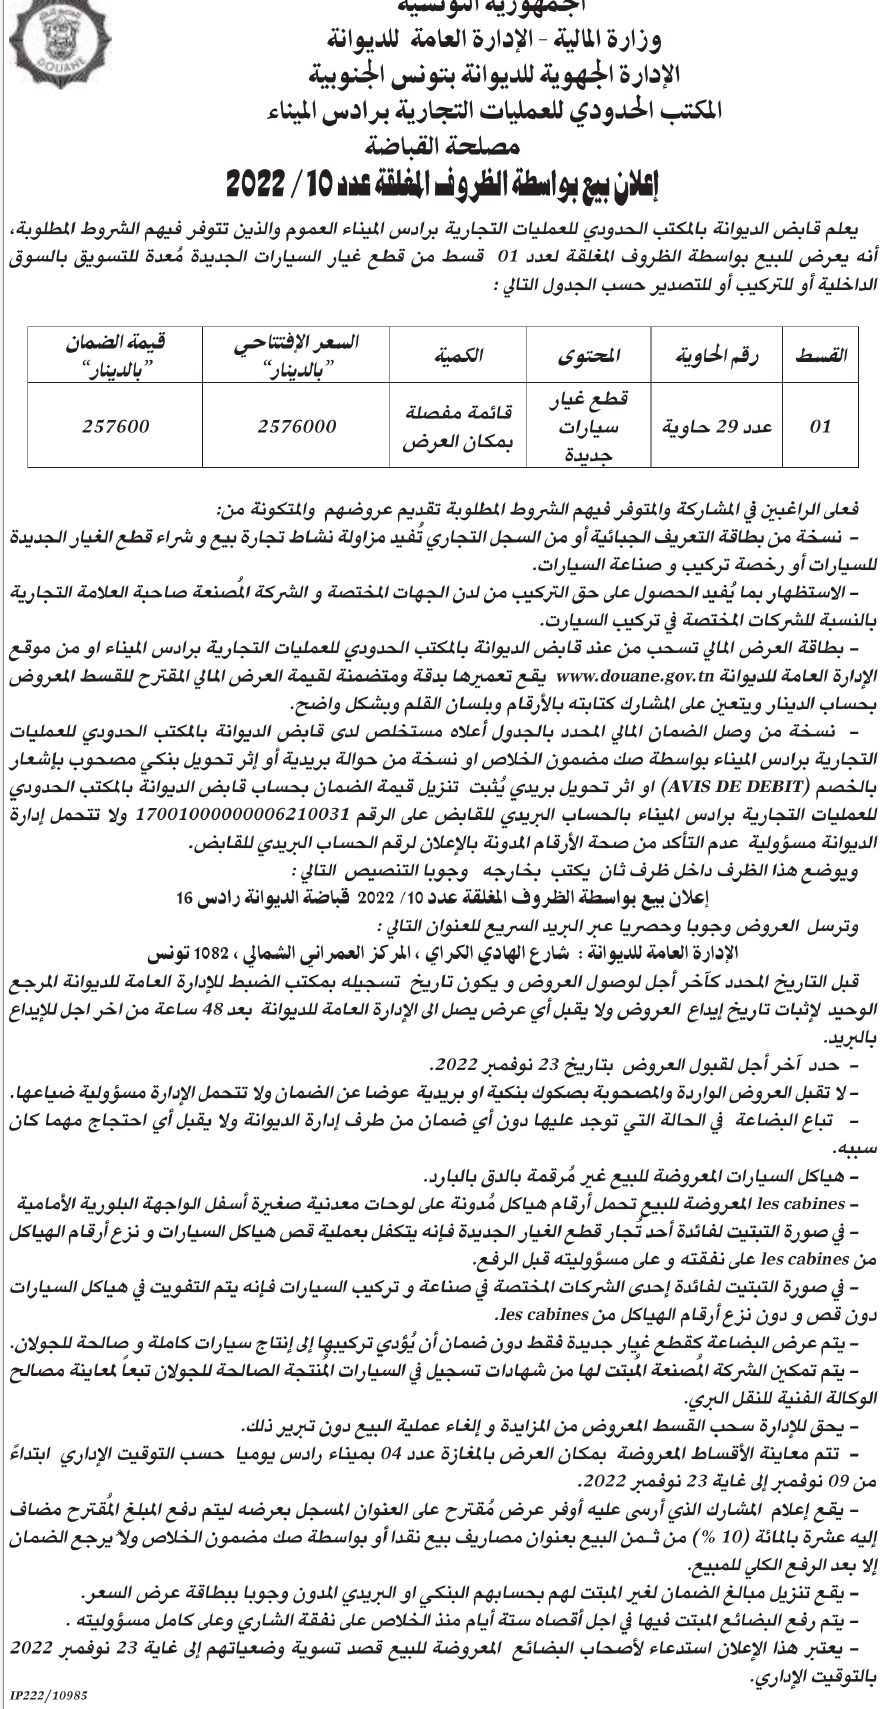 الجمهورية التونسية
وزارة المالية - الإدارة العامة للديوانة
الإدارة الجهوية للديوانة بتونس الجنوبية
المكتب الحدودي للعمليات التجارية برادس الميناء
مصلحة القباضة
إعلان بيع بواسطة الظروف المغلقة عدد 10 / 2022
DOUANE
يعلم قابض الديوانة بالمكتب الحدودي للعمليات التجارية برادس الميناء العموم والذين تتوفر فيهم الشروط المطلوبة،
أنه يعرض للبيع بواسطة الظروف المغلقة لعدد 01 قسط من قطع غيار السيارات الجديدة مُعدة للتسويق بالسوق
الداخلية أو للتركيب أو للتصدير حسب الجدول التالي :
القسط | رقم الحاوية | المحتوى | الكمية | السعر الإفتتاحي ”بالدينار“ | قيمة الضمان ”بالدينار“
01 | عدد 29 حاوية | قطع غيار سيارات جديدة | قائمة مفصلة بمكان العرض | 2576000 | 257600
فعلى الراغبين في المشاركة والمتوفر فيهم الشروط المطلوبة تقديم عروضهم والمتكونة من:
- نسخة من بطاقة التعريف الجبائية أو من السجل التجاري تُفيد مزاولة نشاط تجارة بيع و شراء قطع الغيار الجديدة
للسيارات أو رخصة تركيب و صناعة السيارات.
- الاستظهار بما يُفيد الحصول على حق التركيب من لدن الجهات المختصة و الشركة المُصنعة صاحبة العلامة التجارية
بالنسبة للشركات المختصة في تركيب السيارت.
- بطاقة العرض المالي تسحب من عند قابض الديوانة بالمكتب الحدودي للعمليات التجارية برادس الميناء او من موقع
الإدارة العامة للديوانة www.douane.gov.tn يقع تعميرها بدقة ومتضمنة لقيمة العرض المالي المقترح للقسط المعروض
بحساب الدينار ويتعين على المشارك كتابته بالأرقام وبلسان القلم وبشكل واضح.
- نسخة من وصل الضمان المالي المحدد بالجدول أعلاه مستخلص لدى قابض الديوانة بالمكتب الحدودي للعمليات
التجارية برادس الميناء بواسطة صك مضمون الخلاص او نسخة من حوالة بريدية أو إثر تحويل بنكي مصحوب بإشعار
بالخصم (AVIS DE DEBIT) او اثر تحويل بريدي يُثبت تنزيل قيمة الضمان بحساب قابض الديوانة بالمكتب الحدودي
للعمليات التجارية برادس الميناء بالحساب البريدي للقابض على الرقم 17001000000006210031 ولا تتحمل إدارة
الديوانة مسؤولية عدم التأكد من صحة الأرقام المدونة بالإعلان لرقم الحساب البريدي للقابض.
ويوضع هذا الظرف داخل ظرف ثان يكتب بخارجه وجوبا التنصيص التالي :
إعلان بيع بواسطة الظروف المغلقة عدد 10/ 2022 قباضة الديوانة رادس 16
وترسل العروض وجوبا وحصريا عبر البريد السريع للعنوان التالي :
الإدارة العامة للديوانة : شارع الهادي الكراي ، المركز العمراني الشمالي ، 1082 تونس
قبل التاريخ المحدد كآخر أجل لوصول العروض و يكون تاريخ تسجيله بمكتب الضبط للإدارة العامة للديوانة المرجع
الوحيد لإثبات تاريخ إيداع العروض ولا يقبل أي عرض يصل الى الإدارة العامة للديوانة بعد 48 ساعة من اخر اجل للإيداع
بالبريد.
- حدد آخر أجل لقبول العروض بتاريخ 23 نوفمبر 2022.
- لا تقبل العروض الواردة والمصحوبة بصكوك بنكية او بريدية عوضا عن الضمان ولا تتحمل الإدارة مسؤولية ضياعها.
- تباع البضاعة في الحالة التي توجد عليها دون أي ضمان من طرف إدارة الديوانة ولا يقبل أي احتجاج مهما كان
سببه.
- هياكل السيارات المعروضة للبيع غير مُرقمة بالدق بالبارد.
- les cabines المعروضة للبيع تحمل أرقام هياكل مُدونة على لوحات معدنية صغيرة أسفل الواجهة البلورية الأمامية
- في صورة التبتيت لفائدة أحد تُجار قطع الغيار الجديدة فإنه يتكفل بعملية قص هياكل السيارات و نزع أرقام الهياكل
من les cabines على نفقته و على مسؤوليته قبل الرفع.
- في صورة التبتيت لفائدة إحدى الشركات المختصة في صناعة و تركيب السيارات فإنه يتم التفويت في هياكل السيارات
دون قص و دون نزع أرقام الهياكل من les cabines.
- يتم عرض البضاعة كقطع غيار جديدة فقط دون ضمان أن يُؤدي تركيبها إلى إنتاج سيارات كاملة و صالحة للجولان.
- يتم تمكين الشركة المُصنعة المُبتت لها من شهادات تسجيل في السيارات المُنتجة الصالحة للجولان تبعاً لمعاينة مصالح
الوكالة الفنية للنقل البري.
- يحق للإدارة سحب القسط المعروض من المزايدة و إلغاء عملية البيع دون تبرير ذلك.
- تتم معاينة الأقساط المعروضة بمكان العرض بالمغازة عدد 04 بميناء رادس يوميا حسب التوقيت الإداري ابتداءً
من 09 نوفمبر إلى غاية 23 نوفمبر 2022.
- يقع إعلام المشارك الذي أرسى عليه أوفر عرض مُقترح على العنوان المسجل بعرضه ليتم دفع المبلغ المُقترح مضاف
إليه عشرة بالمائة (10 %) من ثـمن البيع بعنوان مصاريف بيع نقدا أو بواسطة صك مضمون الخلاص ولا يرجع الضمان
إلا بعد الرفع الكلي للمبيع.
- يقع تنزيل مبالغ الضمان لغير المبتت لهم بحسابهم البنكي او البريدي المدون وجوبا ببطاقة عرض السعر.
- يتم رفع البضائع المبتت فيها في اجل أقصاه ستة أيام منذ الخلاص على نفقة الشاري وعلى كامل مسؤوليته .
- يعتبر هذا الإعلان استدعاء لأصحاب البضائع المعروضة للبيع قصد تسوية وضعياتهم إلى غاية 23 نوفمبر 2022
بالتوقيت الإداري.
IP222/10985